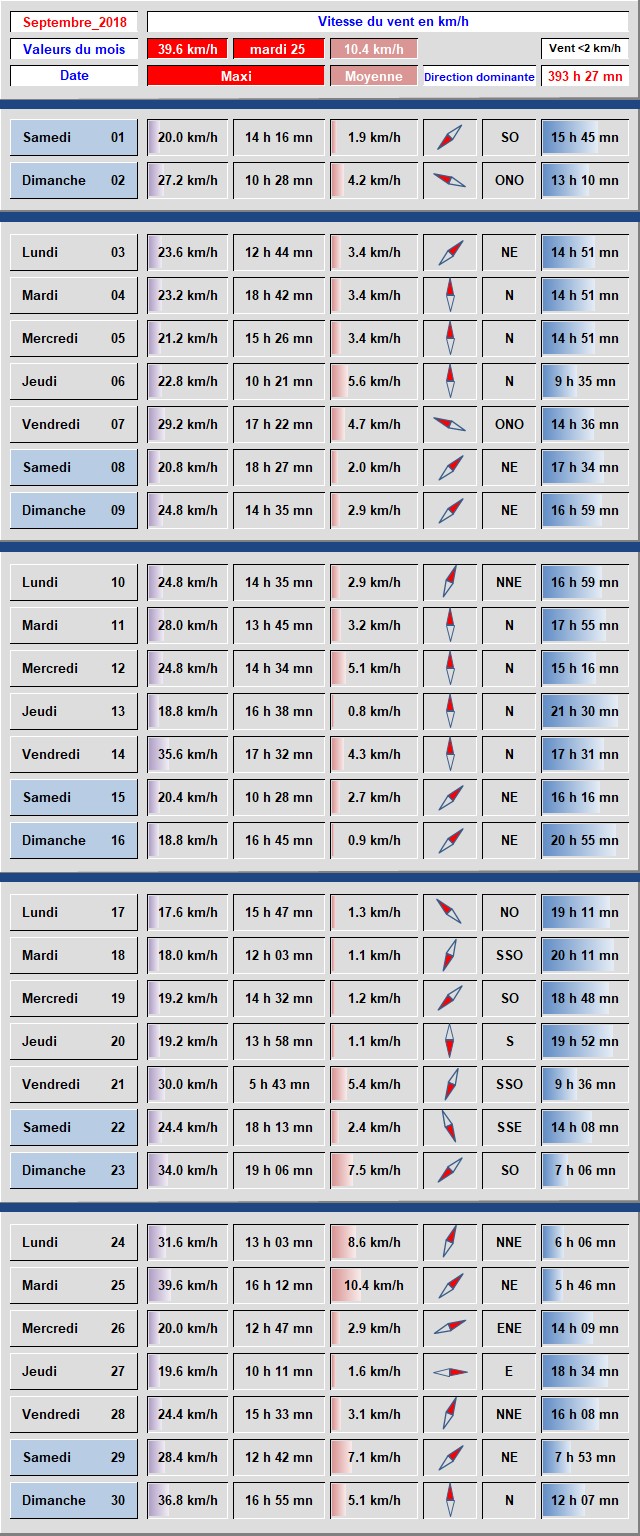 Septembre_2018 Vitesse du vent en km/h
Valeurs du mois 39.6 km/h mardi 25 10.4 km/h Vent <2 km/h
Date Maxi Moyenne Direction dominante 393 h 27 mn
Samedi 01 20.0 km/h 14 h 16 mn 1.9 km/h SO 15 h 45 mn
Dimanche 02 27.2 km/h 10 h 28 mn 4.2 km/h ONO 13 h 10 mn
Lundi 03 23.6 km/h 12 h 44 mn 3.4 km/h NE 14 h 51 mn
Mardi 04 23.2 km/h 18 h 42 mn 3.4 km/h N 14 h 51 mn
Mercredi 05 21.2 km/h 15 h 26 mn 3.4 km/h N 14 h 51 mn
Jeudi 06 22.8 km/h 10 h 21 mn 5.6 km/h N 9 h 35 mn
Vendredi 07 29.2 km/h 17 h 22 mn 4.7 km/h ONO 14 h 36 mn
Samedi 08 20.8 km/h 18 h 27 mn 2.0 km/h NE 17 h 34 mn
Dimanche 09 24.8 km/h 14 h 35 mn 2.9 km/h NE 16 h 59 mn
Lundi 10 24.8 km/h 14 h 35 mn 2.9 km/h NNE 16 h 59 mn
Mardi 11 28.0 km/h 13 h 45 mn 3.2 km/h N 17 h 55 mn
Mercredi 12 24.8 km/h 14 h 34 mn 5.1 km/h N 15 h 16 mn
Jeudi 13 18.8 km/h 16 h 38 mn 0.8 km/h N 21 h 30 mn
Vendredi 14 35.6 km/h 17 h 32 mn 4.3 km/h N 17 h 31 mn
Samedi 15 20.4 km/h 10 h 28 mn 2.7 km/h NE 16 h 16 mn
Dimanche 16 18.8 km/h 16 h 45 mn 0.9 km/h NE 20 h 55 mn
Lundi 17 17.6 km/h 15 h 47 mn 1.3 km/h NO 19 h 11 mn
Mardi 18 18.0 km/h 12 h 03 mn 1.1 km/h SSO 20 h 11 mn
Mercredi 19 19.2 km/h 14 h 32 mn 1.2 km/h SO 18 h 48 mn
Jeudi 20 19.2 km/h 13 h 58 mn 1.1 km/h S 19 h 52 mn
Vendredi 21 30.0 km/h 5 h 43 mn 5.4 km/h SSO 9 h 36 mn
Samedi 22 24.4 km/h 18 h 13 mn 2.4 km/h SSE 14 h 08 mn
Dimanche 23 34.0 km/h 19 h 06 mn 7.5 km/h SO 7 h 06 mn
Lundi 24 31.6 km/h 13 h 03 mn 8.6 km/h NNE 6 h 06 mn
Mardi 25 39.6 km/h 16 h 12 mn 10.4 km/h NE 5 h 46 mn
Mercredi 26 20.0 km/h 12 h 47 mn 2.9 km/h ENE 14 h 09 mn
Jeudi 27 19.6 km/h 10 h 11 mn 1.6 km/h E 18 h 34 mn
Vendredi 28 24.4 km/h 15 h 33 mn 3.1 km/h NNE 16 h 08 mn
Samedi 29 28.4 km/h 12 h 42 mn 7.1 km/h NE 7 h 53 mn
Dimanche 30 36.8 km/h 16 h 55 mn 5.1 km/h N 12 h 07 mn